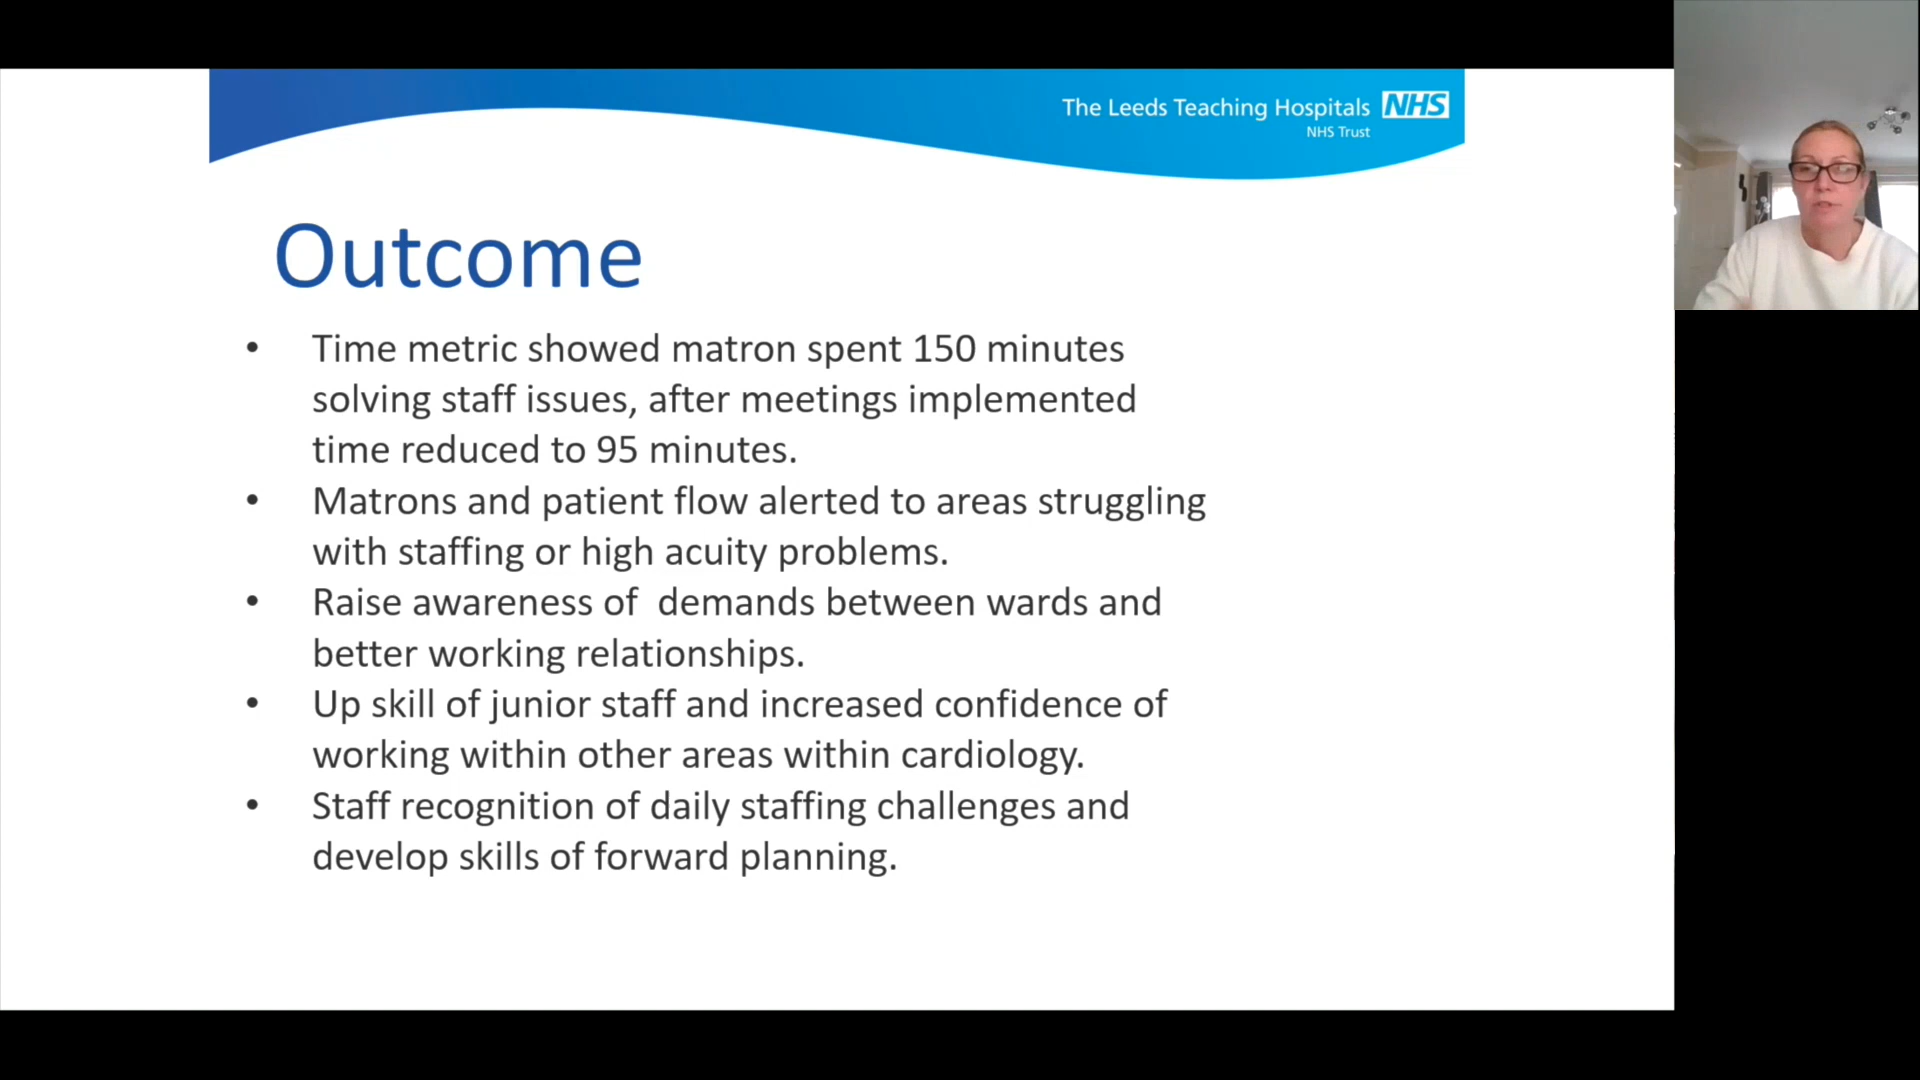 The Leeds Teaching Hospitals NHS
NHS Trust
Outcome
• Time metric showed matron spent 150 minutes
solving staff issues, after meetings implemented
time reduced to 95 minutes.
• Matrons and patient flow alerted to areas struggling
with staffing or high acuity problems.
• Raise awareness of  demands between wards and
better working relationships.
• Up skill of junior staff and increased confidence of
working within other areas within cardiology.
• Staff recognition of daily staffing challenges and
develop skills of forward planning.